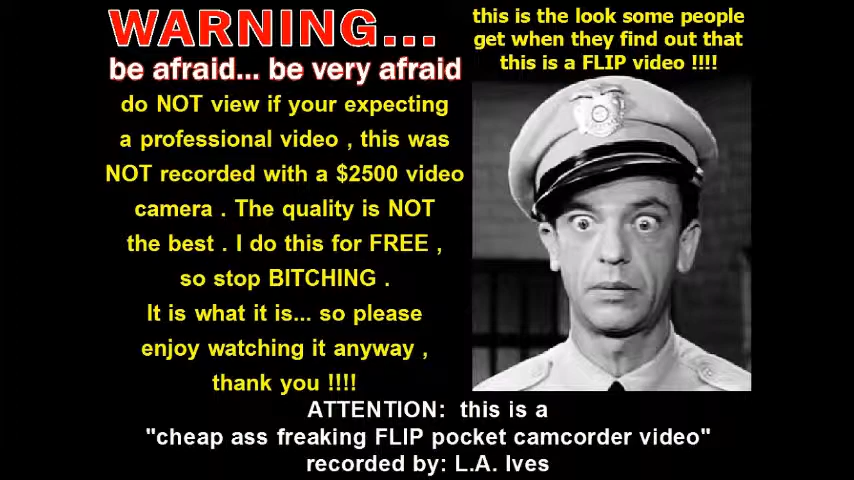 WARNING...
be afraid... be very afraid
do NOT view if your expecting
a professional video , this was
NOT recorded with a $2500 video
camera . The quality is NOT
the best . I do this for FREE ,
so stop BITCHING .
It is what it is... so please
enjoy watching it anyway ,
thank you !!!!
this is the look some people
get when they find out that
this is a FLIP video !!!!
ATTENTION: this is a
"cheap ass freaking FLIP pocket camcorder video"
recorded by: L.A. Ives